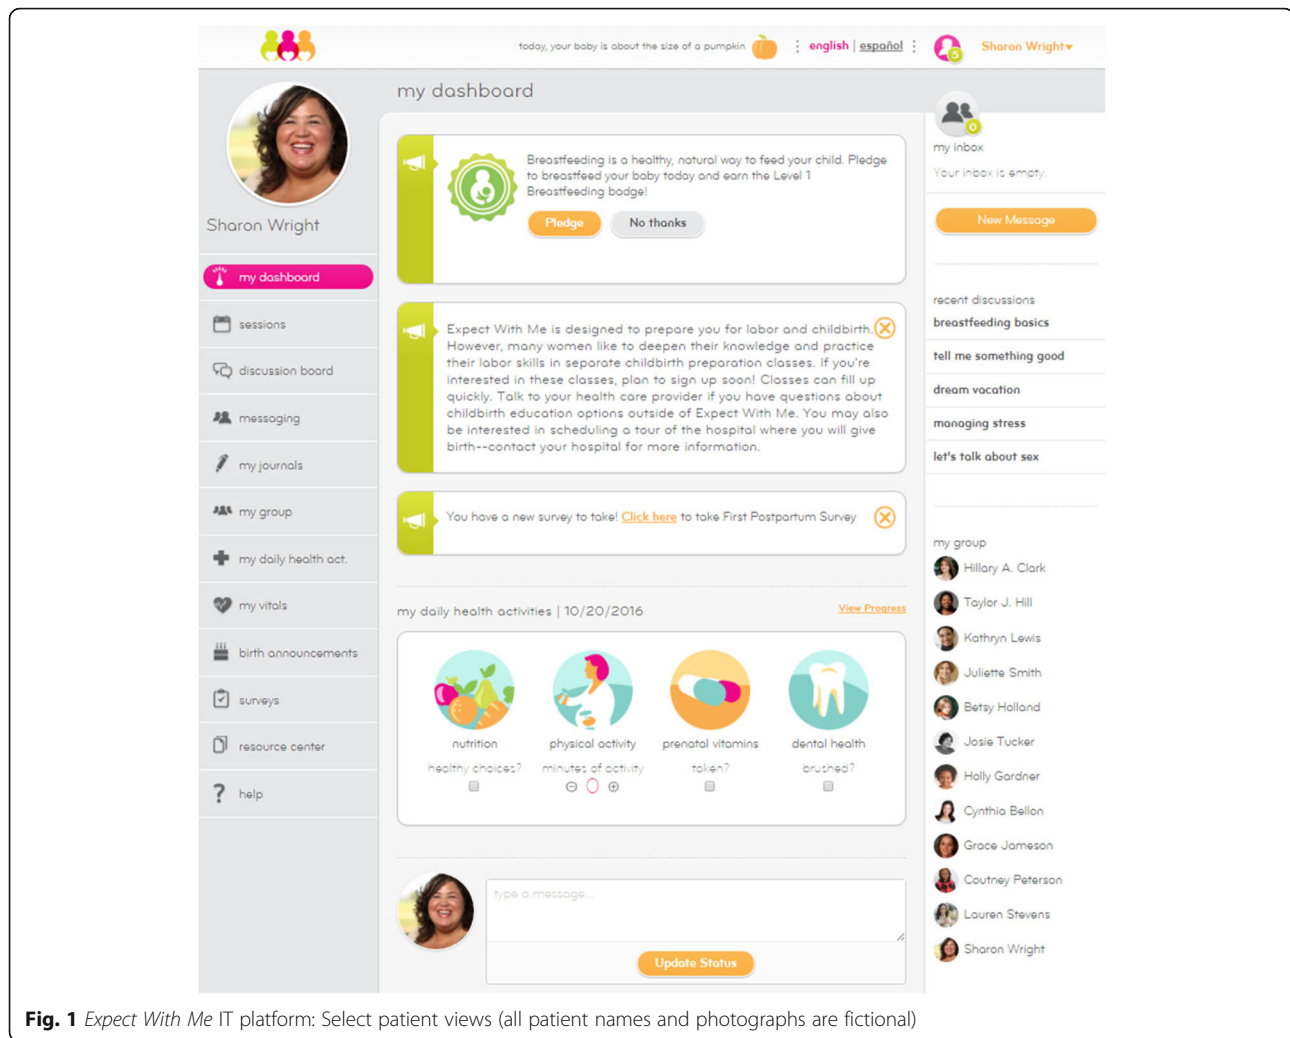 today, your baby is about the size of a pumpkin
english | español
5
Sharon Wright
my dashboard
Sharon Wright
my dashboard
sessions
discussion board
messaging
my journals
my group
my daily health act.
my vitals
birth announcements
surveys
resource center
help
Breastfeeding is a healthy, natural way to feed your child. Pledge
to breastfeed your baby today and earn the Level 1
Breastfeeding badge!
Pledge
No thanks
Expect With Me is designed to prepare you for labor and childbirth.
However, many women like to deepen their knowledge and practice
their labor skills in separate childbirth preparation classes. If you're
interested in these classes, plan to sign up soon! Classes can fill up
quickly. Talk to your health care provider if you have questions about
childbirth education options outside of Expect With Me. You may also
be interested in scheduling a tour of the hospital where you will give
birth--contact your hospital for more information.
You have a new survey to take! Click here to take First Postpartum Survey
my daily health activities | 10/20/2016
View Progress
nutrition
healthy choices?
physical activity
minutes of activity
0
prenatal vitamins
taken?
dental health
brushed?
type a message...
Update Status
0
my inbox
Your inbox is empty.
New Message
recent discussions
breastfeeding basics
tell me something good
dream vacation
managing stress
let's talk about sex
my group
Hillary A. Clark
Taylor J. Hill
Kathryn Lewis
Juliette Smith
Betsy Holland
Josie Tucker
Holly Gardner
Cynthia Bellon
Grace Jameson
Coutney Peterson
Lauren Stevens
Sharon Wright
Fig. 1 Expect With Me IT platform: Select patient views (all patient names and photographs are fictional)